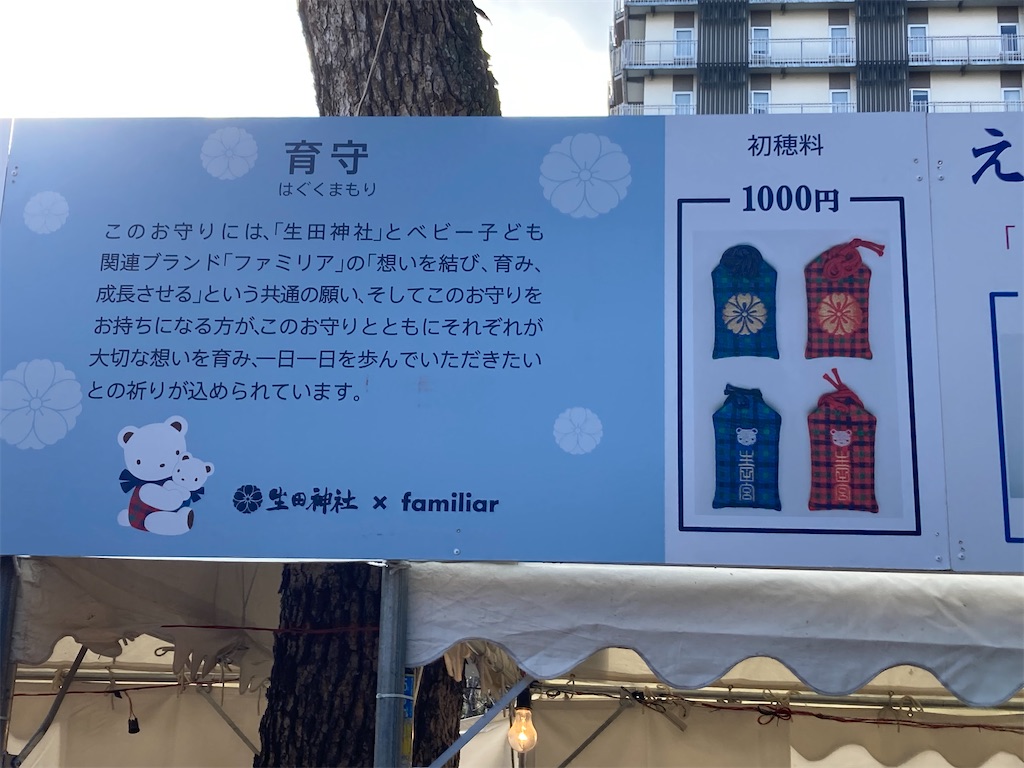 育守
はぐくまもり
このお守りには、「生田神社」とベビー子ども
関連ブランド「ファミリア」の「想いを結び、育み、
成長させる」という共通の願い、そしてこのお守りを
お持ちになる方が、このお守りとともにそれぞれが
大切な想いを育み、一日一日を歩んでいただきたい
との祈りが込められています。
生田神社 × familiar
初穂料
1000円
え
「